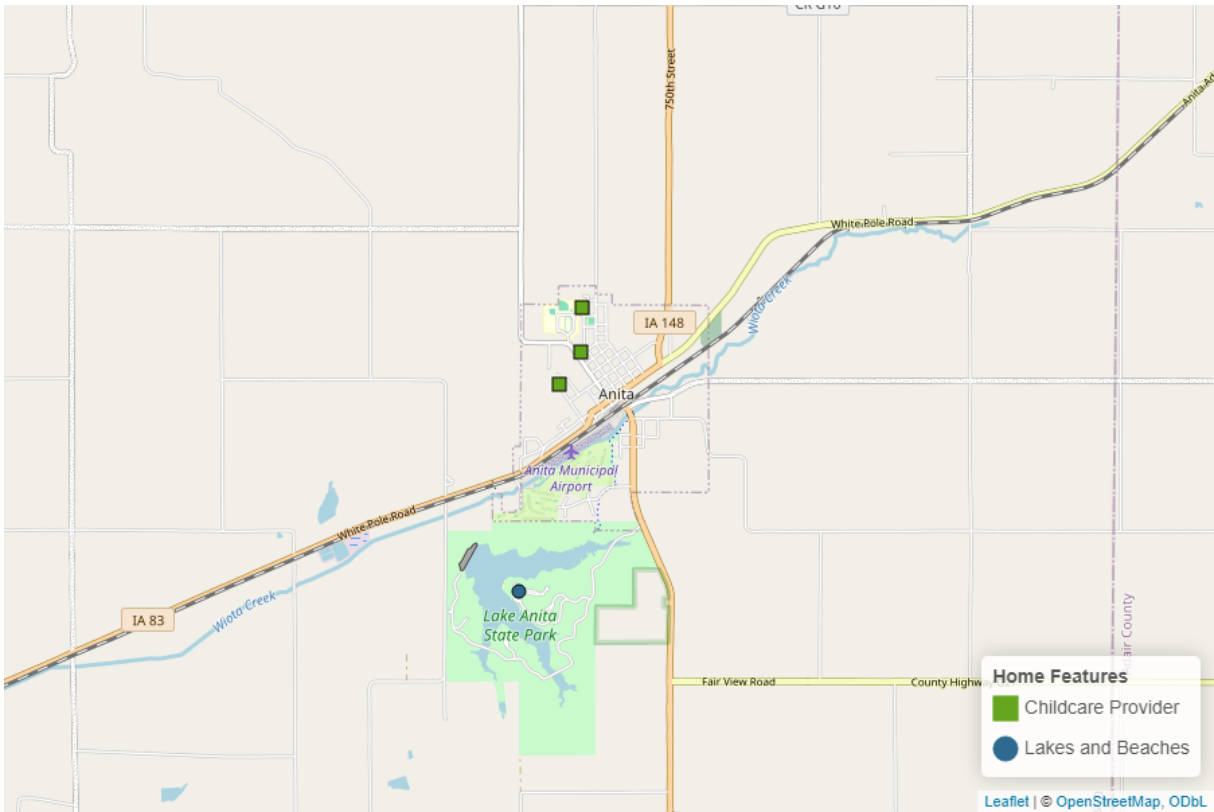 CR G16
750th Street
Anita Ad
White Pole Road
Wiota Creek
IA 148
Anita
Anita Municipal
Airport
White Pole Road
Lake Anita
State Park
IA 83
Wiota Creek
Adair County
Fair View Road
County Highway
Home Features
Childcare Provider
Lakes and Beaches
Leaflet | © OpenStreetMap, ODbL